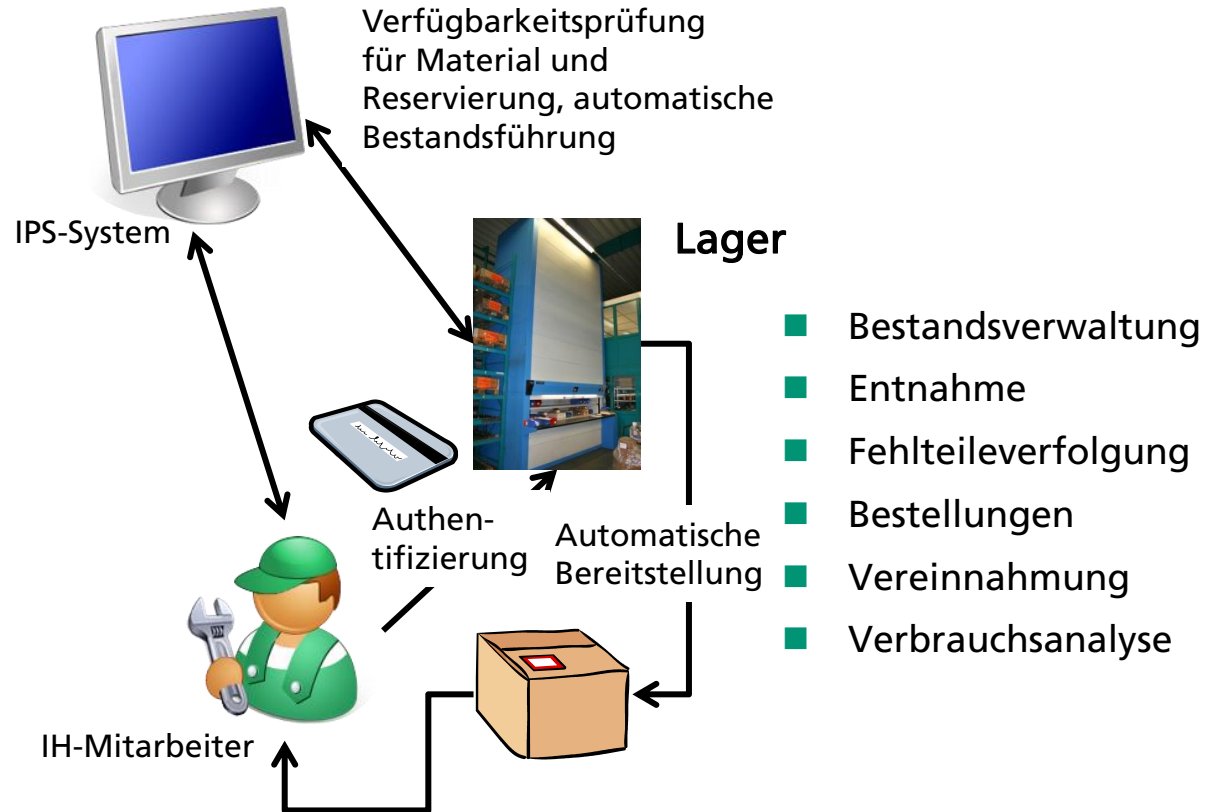 Verfügbarkeitsprüfung
für Material und
Reservierung, automatische
Bestandsführung
IPS-System
Lager
Bestandsverwaltung
Entnahme
Fehlteileverfolgung
Bestellungen
Vereinnahmung
Verbrauchsanalyse
Authen-
tifizierung
Automatische
Bereitstellung
IH-Mitarbeiter